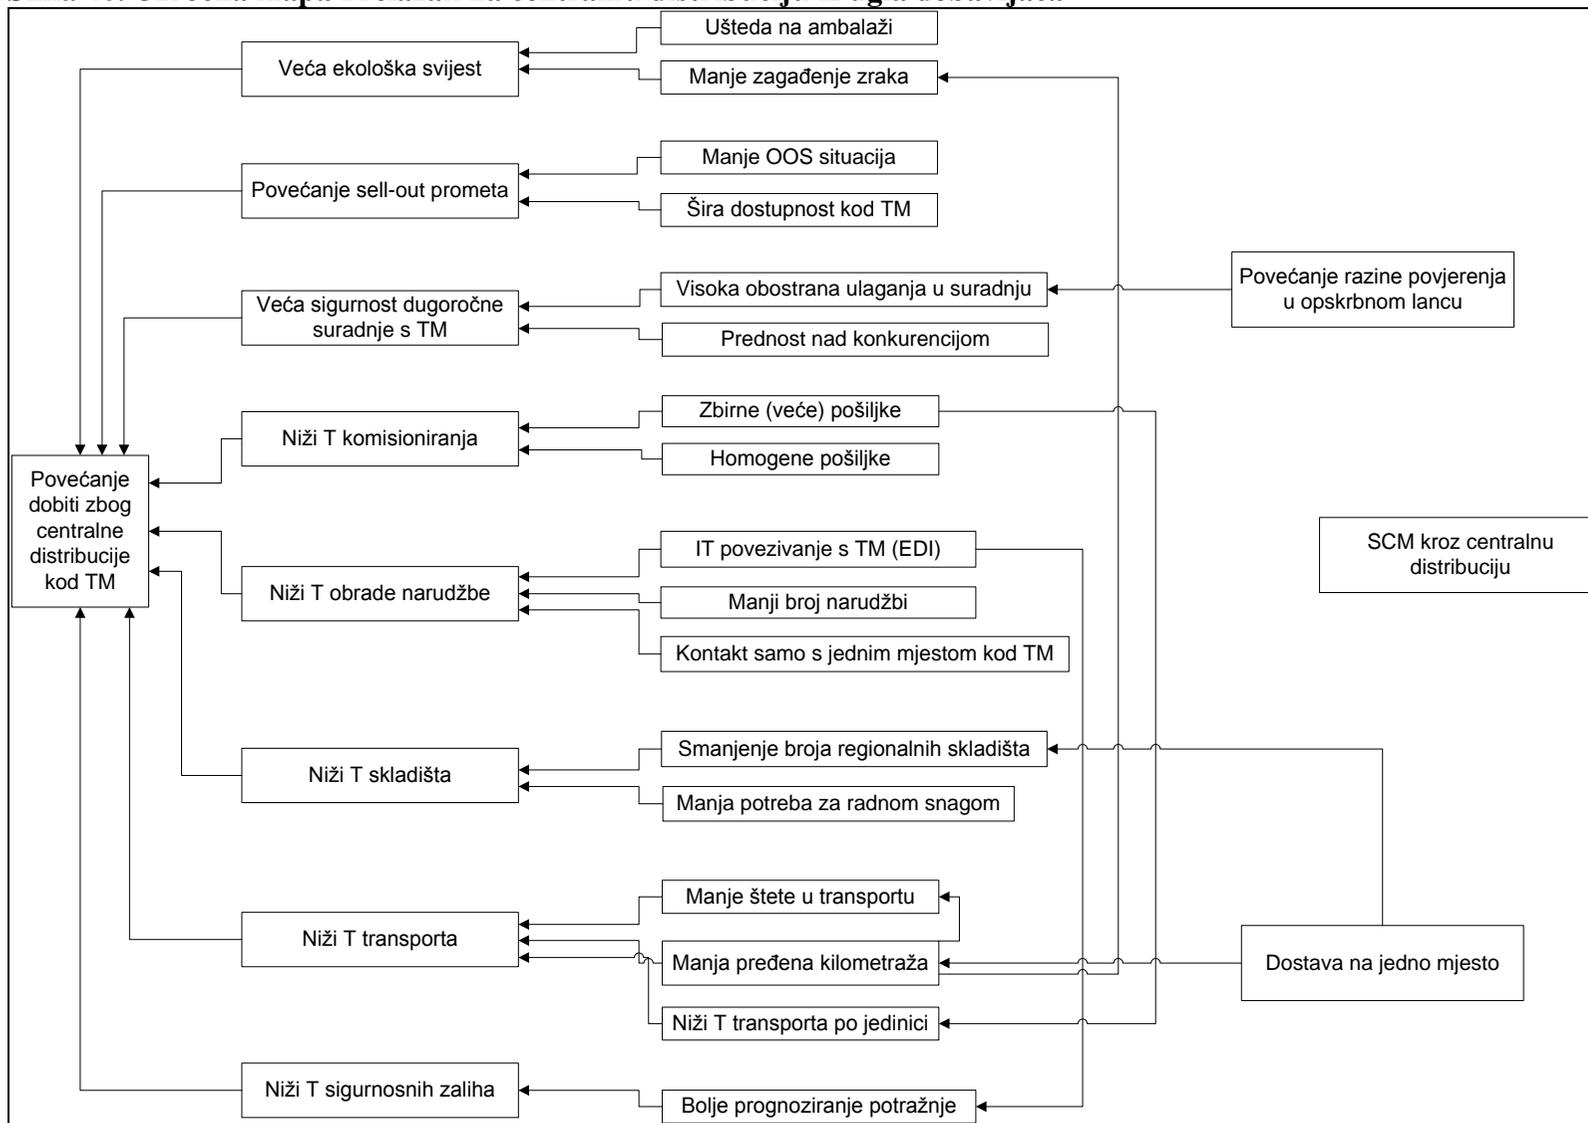 Veća ekološka svijest
Ušteda na ambalaži
Manje zagađenje zraka
Povećanje sell-out prometa
Manje OOS situacija
Šira dostupnost kod TM
Veća sigurnost dugoročne
suradnje s TM
Visoka obostrana ulaganja u suradnju
Prednost nad konkurencijom
Povećanje razine povjerenja
u opskrbnom lancu
Niži T komisioniranja
Zbirne (veće) pošiljke
Homogene pošiljke
Povećanje
dobiti zbog
centralne
distribucije
kod TM
Niži T obrade narudžbe
IT povezivanje s TM (EDI)
Manji broj narudžbi
Kontakt samo s jednim mjestom kod TM
SCM kroz centralnu
distribuciju
Niži T skladišta
Smanjenje broja regionalnih skladišta
Manja potreba za radnom snagom
Niži T transporta
Manje štete u transportu
Manja pređena kilometraža
Niži T transporta po jedinici
Dostava na jedno mjesto
Niži T sigurnosnih zaliha
Bolje prognoziranje potražnje